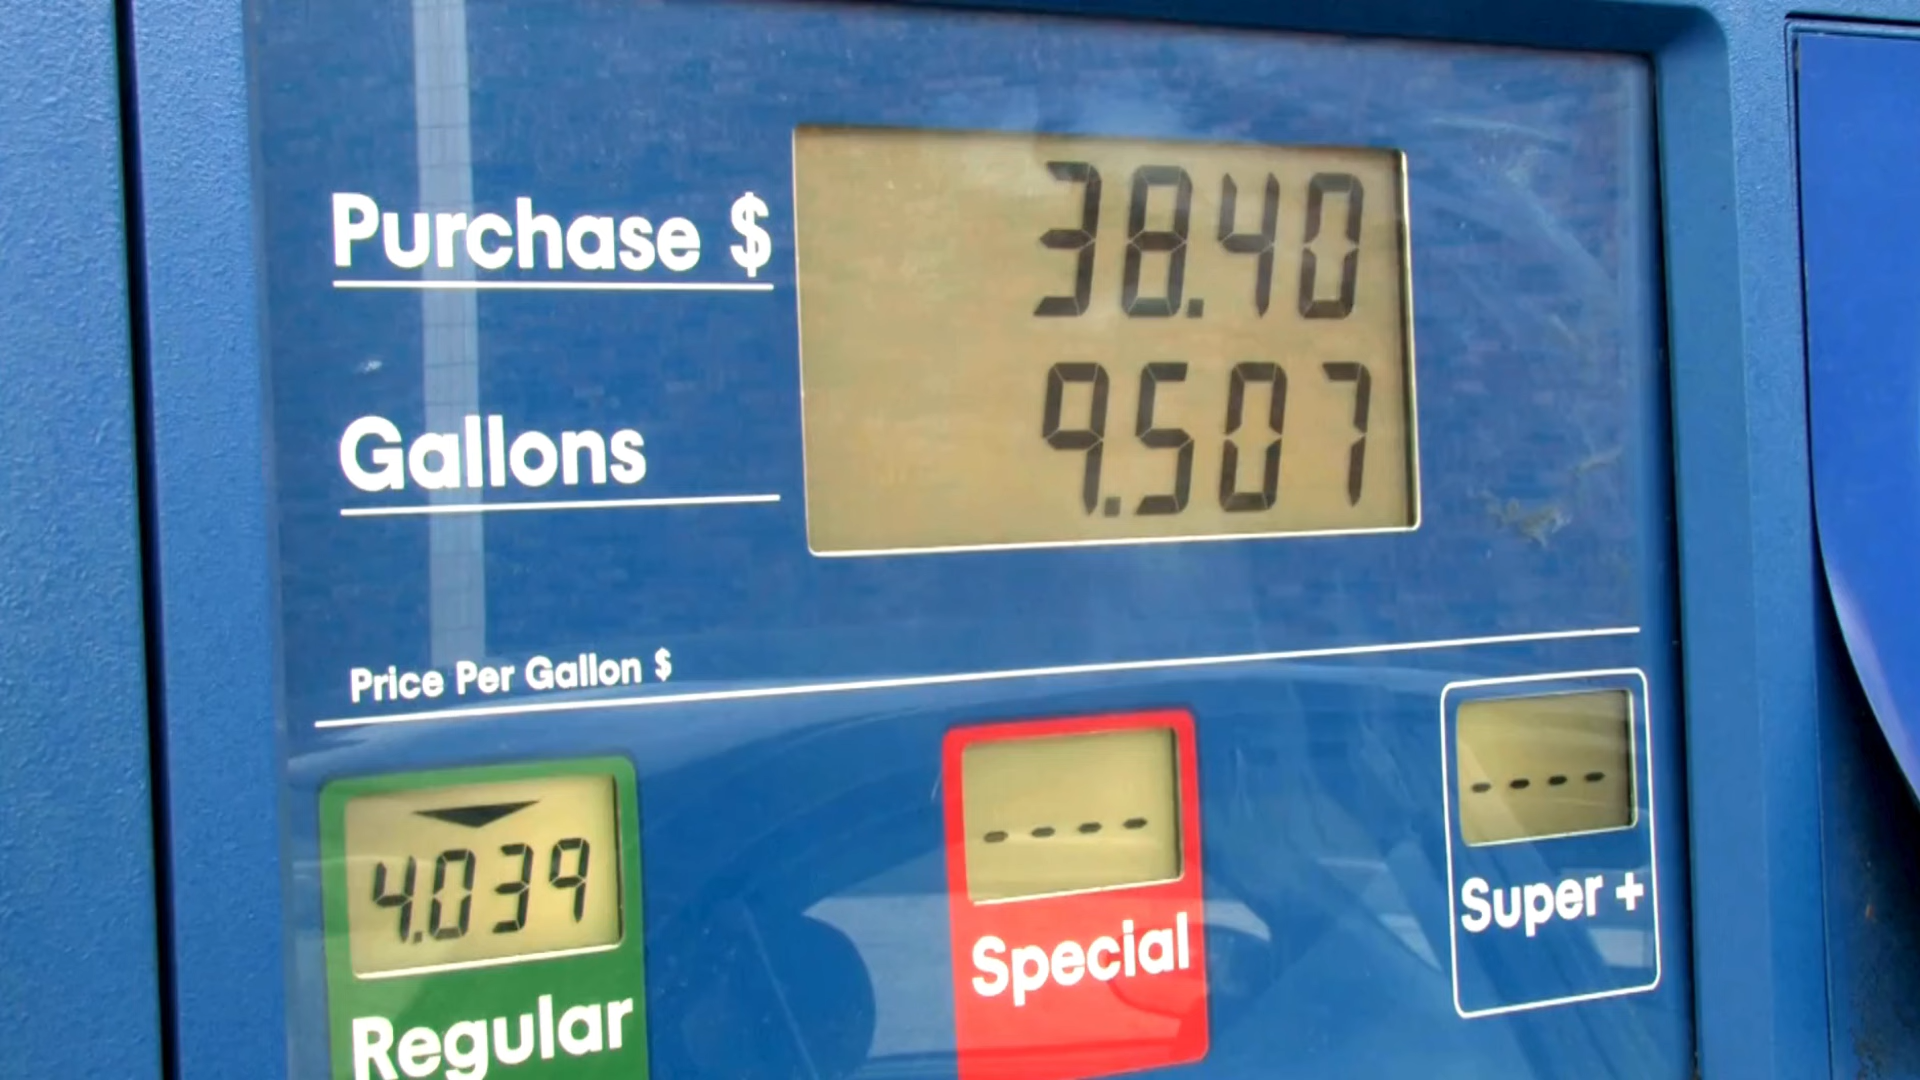 Purchase $ 38.40
Gallons 9.507
Price Per Gallon $
4.039
Regular
----
Special
----
Super +